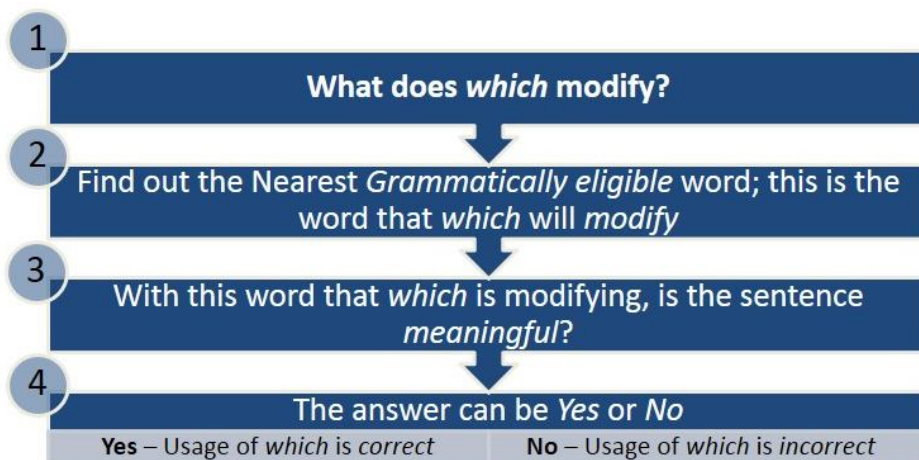 1
What does which modify?
2
Find out the Nearest Grammatically eligible word; this is the
word that which will modify
3
With this word that which is modifying, is the sentence
meaningful?
4
The answer can be Yes or No
Yes – Usage of which is correct
No – Usage of which is incorrect